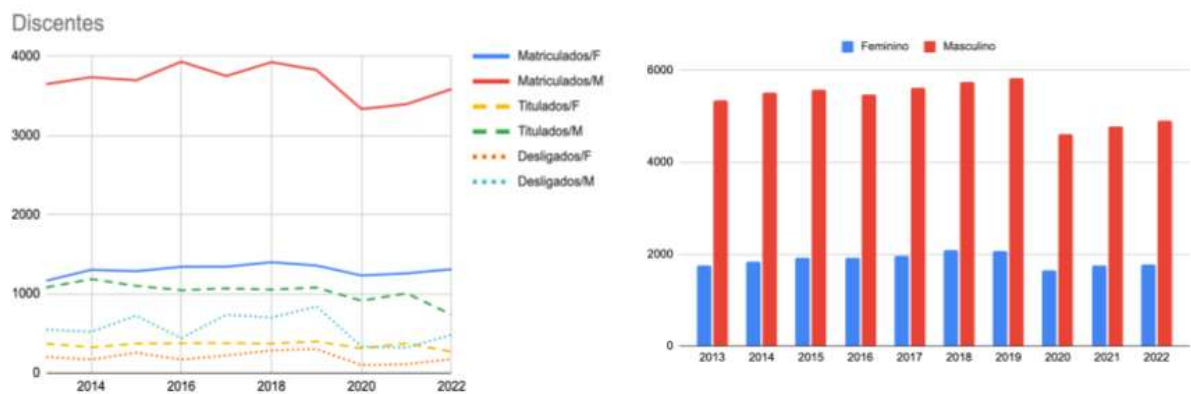 Discentes
4000
3000
2000
1000
0
2014
2016
2018
2020
2022
Matriculados/F
Matriculados/M
Titulados/F
Titulados/M
Desligados/F
Desligados/M
Feminino
Masculino
6000
4000
2000
0
2013
2014
2015
2016
2017
2018
2019
2020
2021
2022